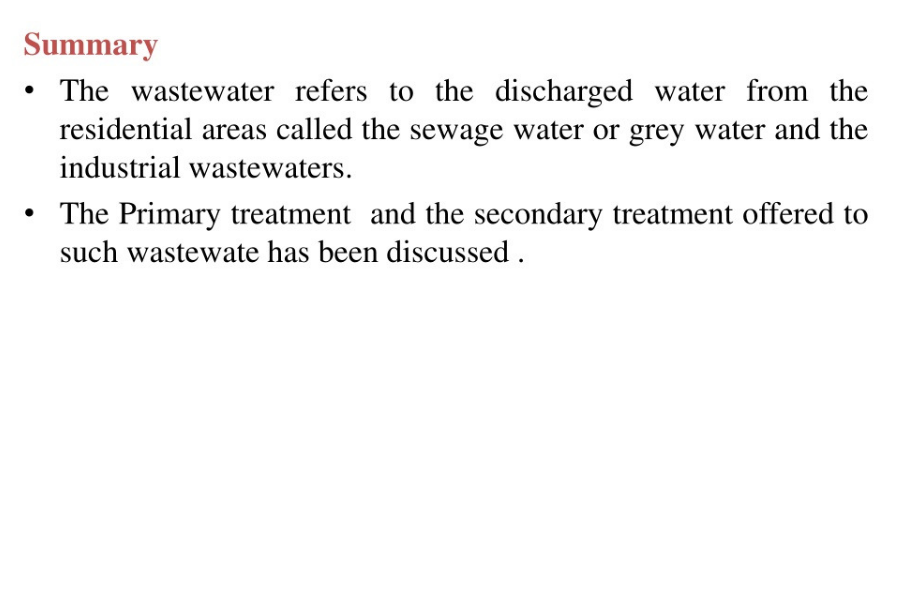 Summary
• The wastewater refers to the discharged water from the
residential areas called the sewage water or grey water and the
industrial wastewaters.
• The Primary treatment  and the secondary treatment offered to
such wastewate has been discussed .